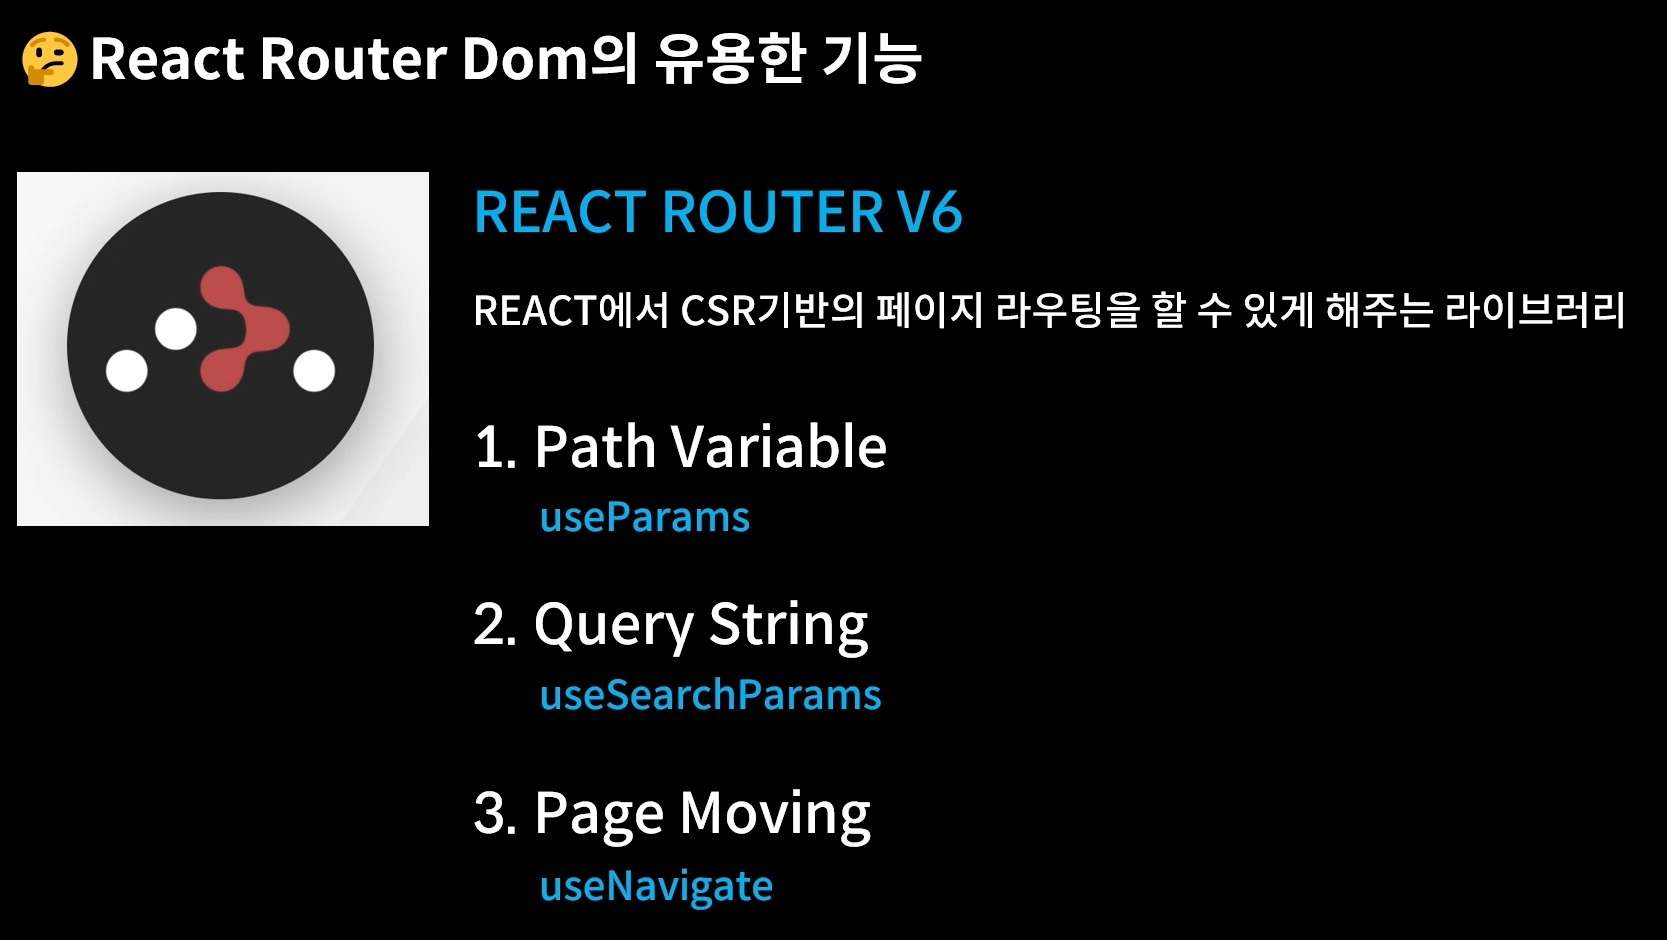 🤔 React Router Dom의 유용한 기능
REACT ROUTER V6
REACT에서 CSR기반의 페이지 라우팅을 할 수 있게 해주는 라이브러리
1. Path Variable
useParams
2. Query String
useSearchParams
3. Page Moving
useNavigate